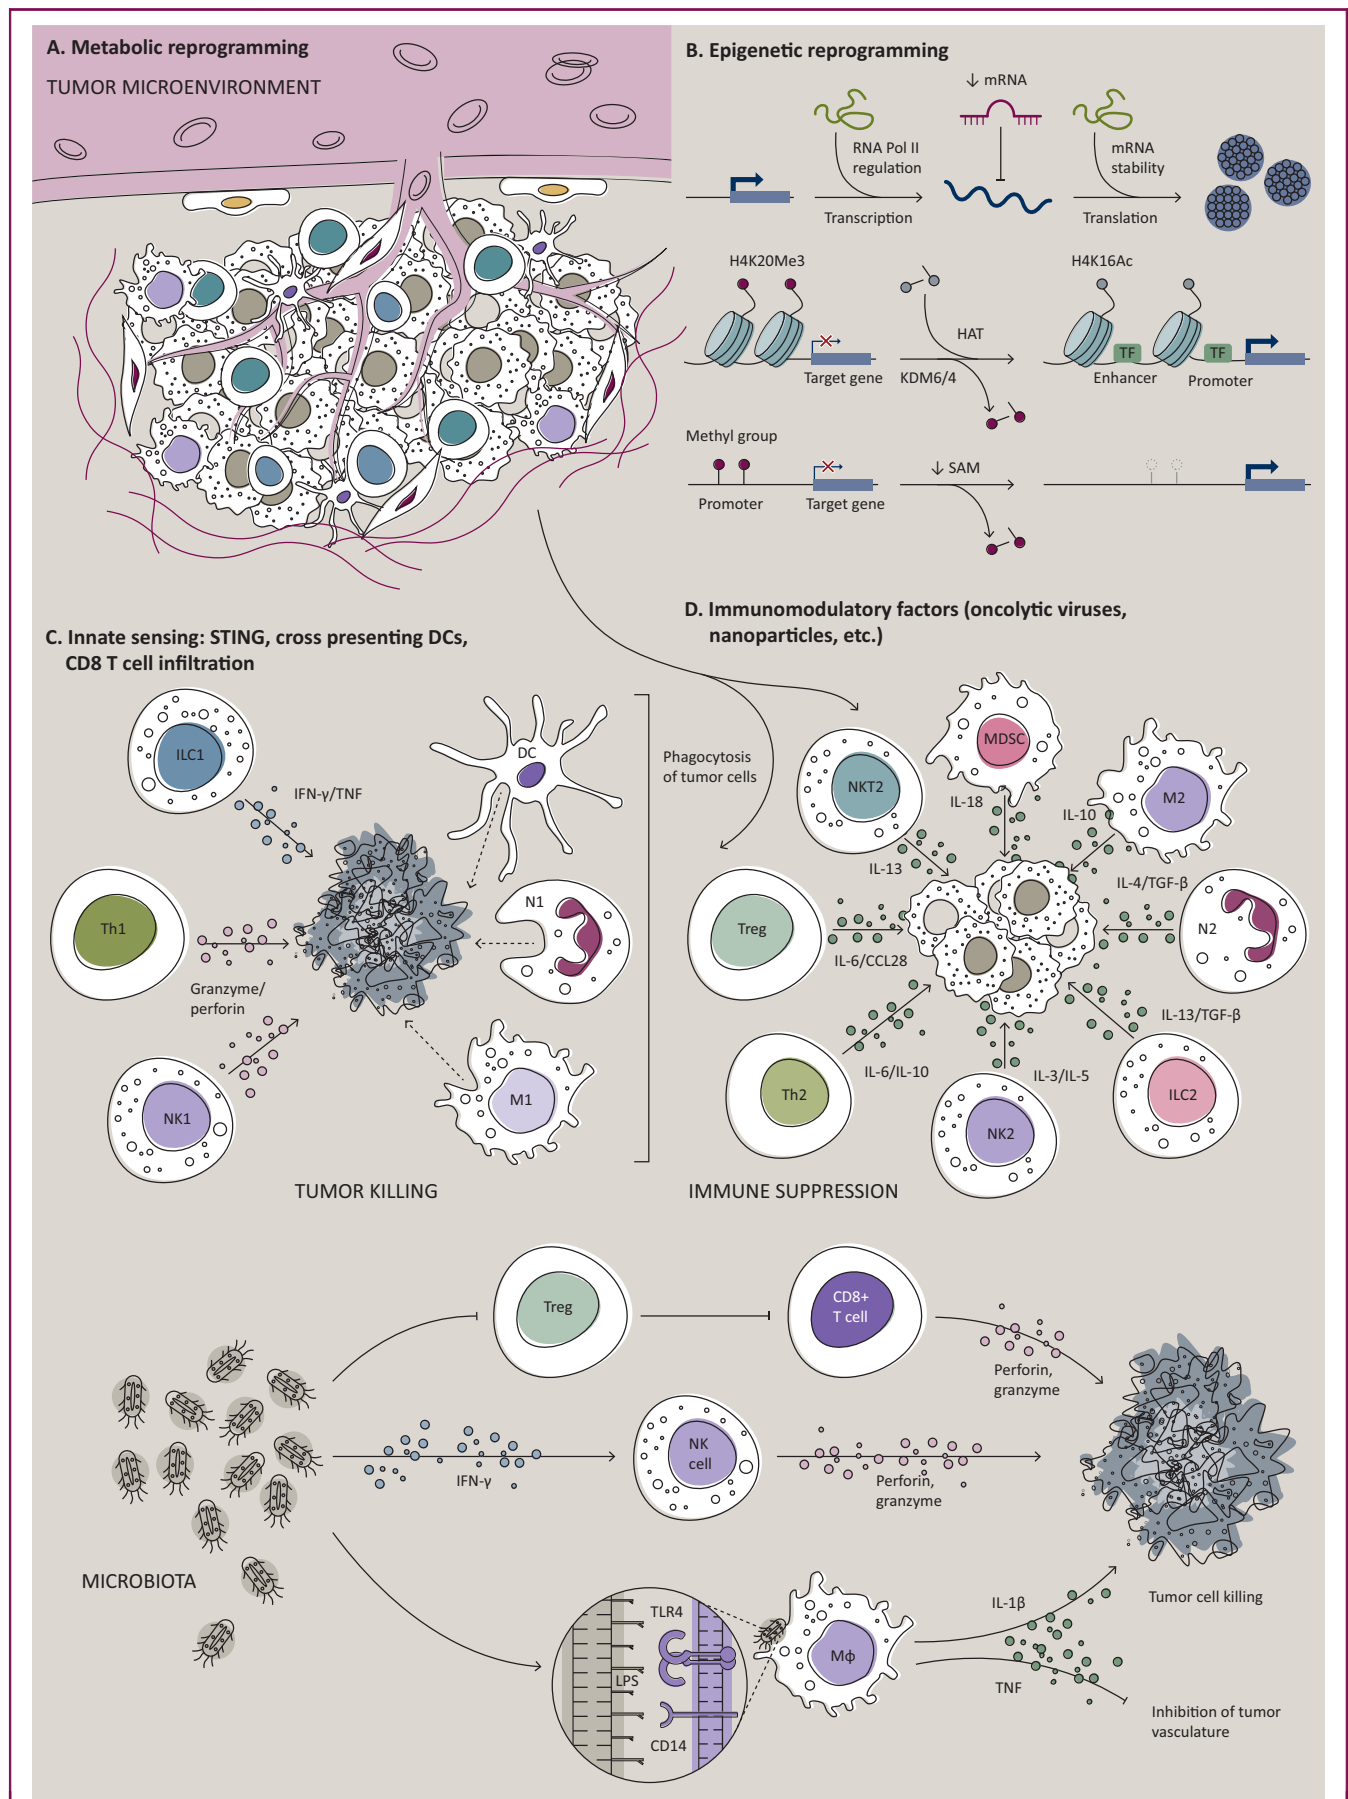 A. Metabolic reprogramming
TUMOR MICROENVIRONMENT
B. Epigenetic reprogramming
↓ mRNA
RNA Pol II
regulation
mRNA
stability
Transcription
Translation
H4K20Me3
H4K16Ac
HAT
TF
TF
Target gene
KDM6/4
Enhancer
Promoter
Methyl group
↓ SAM
Promoter
Target gene
C. Innate sensing: STING, cross presenting DCs,
CD8 T cell infiltration
ILC1
DC
IFN-γ/TNF
Th1
N1
Granzyme/
perforin
NK1
M1
TUMOR KILLING
Phagocytosis
of tumor cells
D. Immunomodulatory factors (oncolytic viruses,
nanoparticles, etc.)
MDSC
NKT2
M2
IL-18
IL-10
IL-13
IL-4/TGF-β
Treg
N2
IL-6/CCL28
IL-13/TGF-β
IL-6/IL-10
IL-3/IL-5
Th2
ILC2
NK2
IMMUNE SUPPRESSION
Treg
CD8+
T cell
Perforin,
granzyme
NK
cell
IFN-γ
Perforin,
granzyme
MICROBIOTA
Tumor cell killing
TLR4
IL-1β
Mϕ
LPS
TNF
CD14
Inhibition of tumor
vasculature